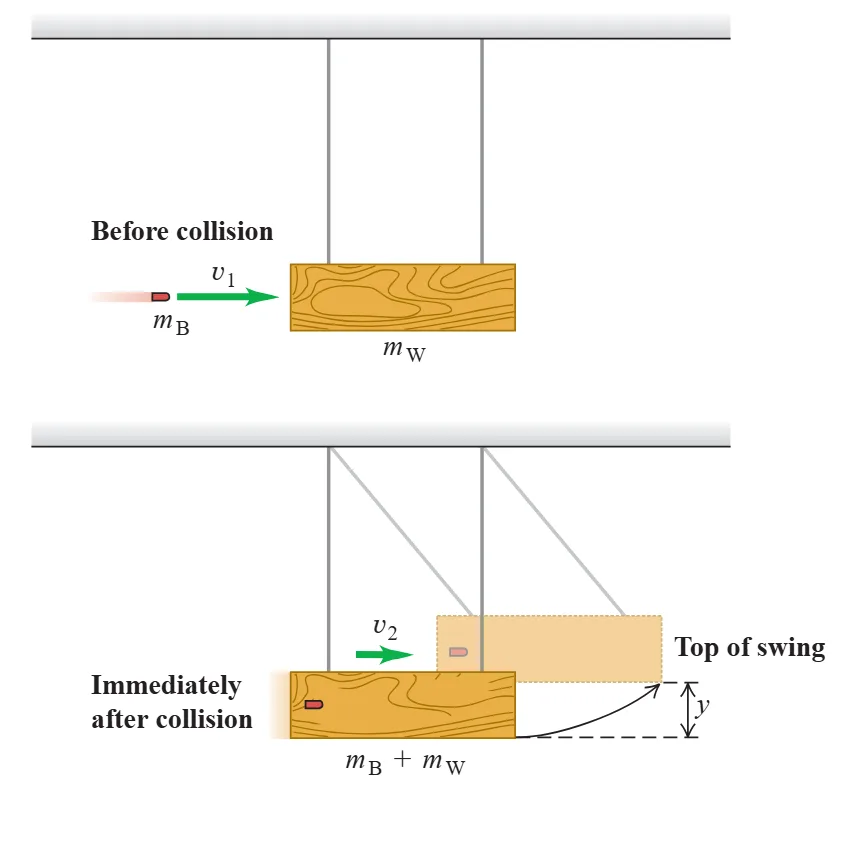 Before collision
v1
mB
mW
v2
Top of swing
Immediately
after collision
y
mB + mW